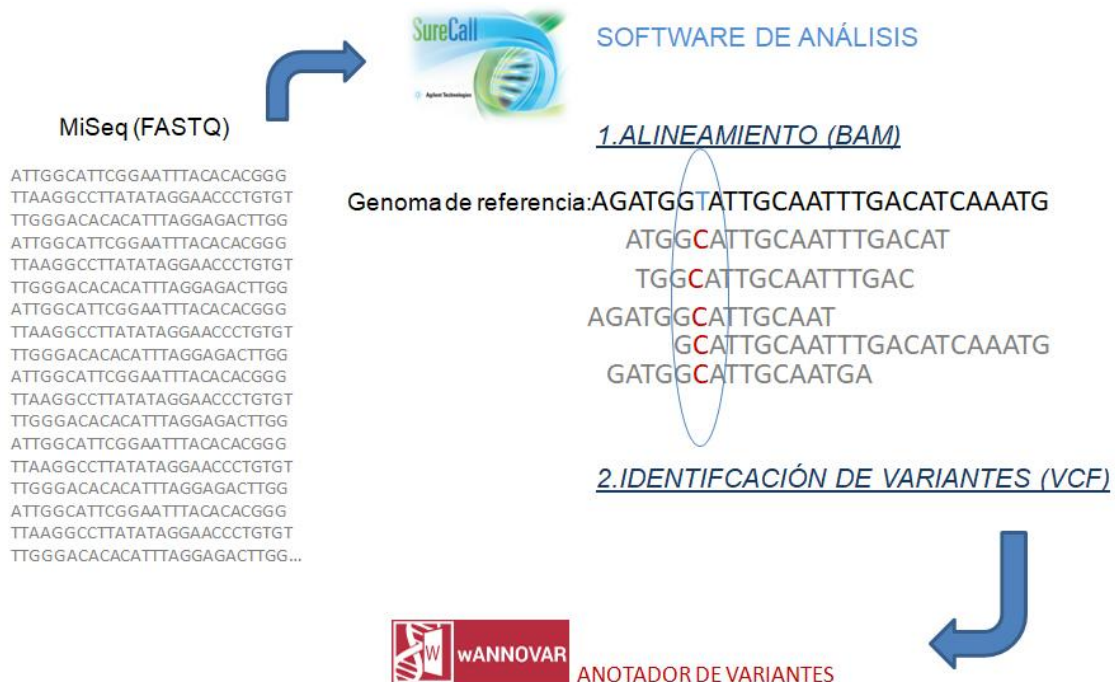 SureCall
Agilent Technologies
SOFTWARE DE ANÁLISIS
MiSeq (FASTQ)
ATTGGCATTCGGAATTTACACACGGG
TTAAGGCCTTATATAGGAACCCTGTGT
TTGGGACACACATTTAGGAGACTTGG
ATTGGCATTCGGAATTTACACACGGG
TTAAGGCCTTATATAGGAACCCTGTGT
TTGGGACACACATTTAGGAGACTTGG
ATTGGCATTCGGAATTTACACACGGG
TTAAGGCCTTATATAGGAACCCTGTGT
TTGGGACACACATTTAGGAGACTTGG
ATTGGCATTCGGAATTTACACACGGG
TTAAGGCCTTATATAGGAACCCTGTGT
TTGGGACACACATTTAGGAGACTTGG
ATTGGCATTCGGAATTTACACACGGG
TTAAGGCCTTATATAGGAACCCTGTGT
TTGGGACACACATTTAGGAGACTTGG
ATTGGCATTCGGAATTTACACACGGG
TTAAGGCCTTATATAGGAACCCTGTGT
TTGGGACACACATTTAGGAGACTTGG...
1.ALINEAMIENTO (BAM)
Genoma de referencia:AGATGGTATTGCAATTTGACATCAAATG
ATGGCATTGCAATTTGACAT
TGGCATTGCAATTTGAC
AGATGGCATTGCAAT
GCATTGCAATTTGACATCAAATG
GATGGCATTGCAATGA
2.IDENTIFCACIÓN DE VARIANTES (VCF)
W
wANNOVAR
ANOTADOR DE VARIANTES